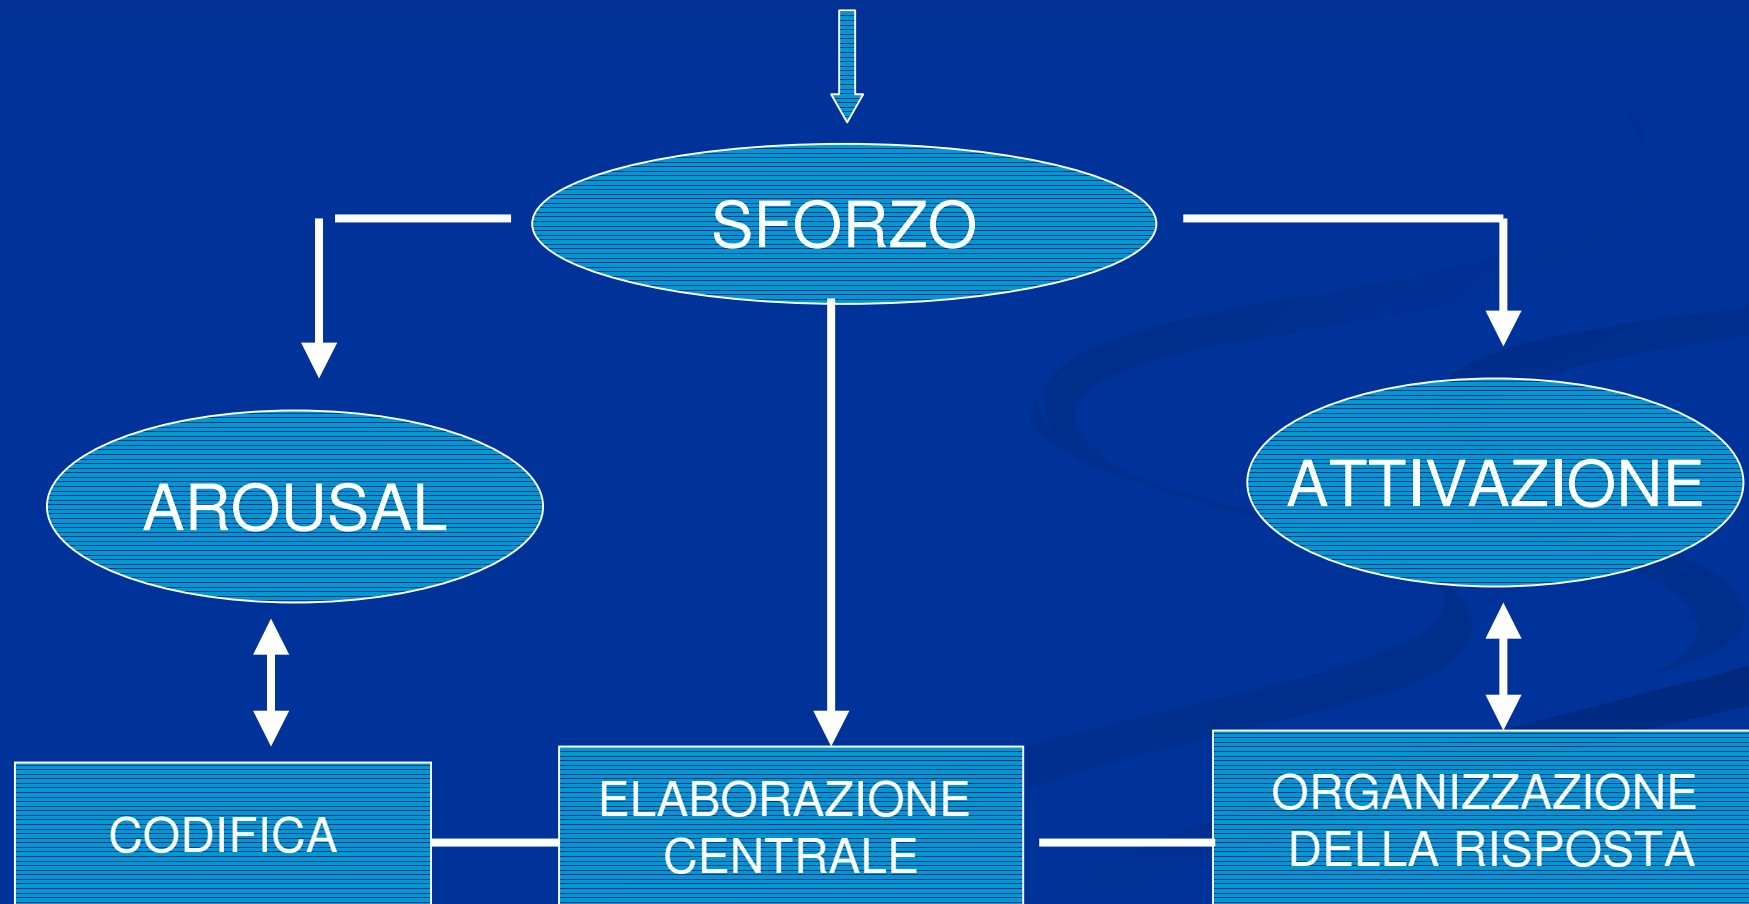 SFORZO
AROUSAL
ATTIVAZIONE
CODIFICA
ELABORAZIONE
CENTRALE
ORGANIZZAZIONE
DELLA RISPOSTA